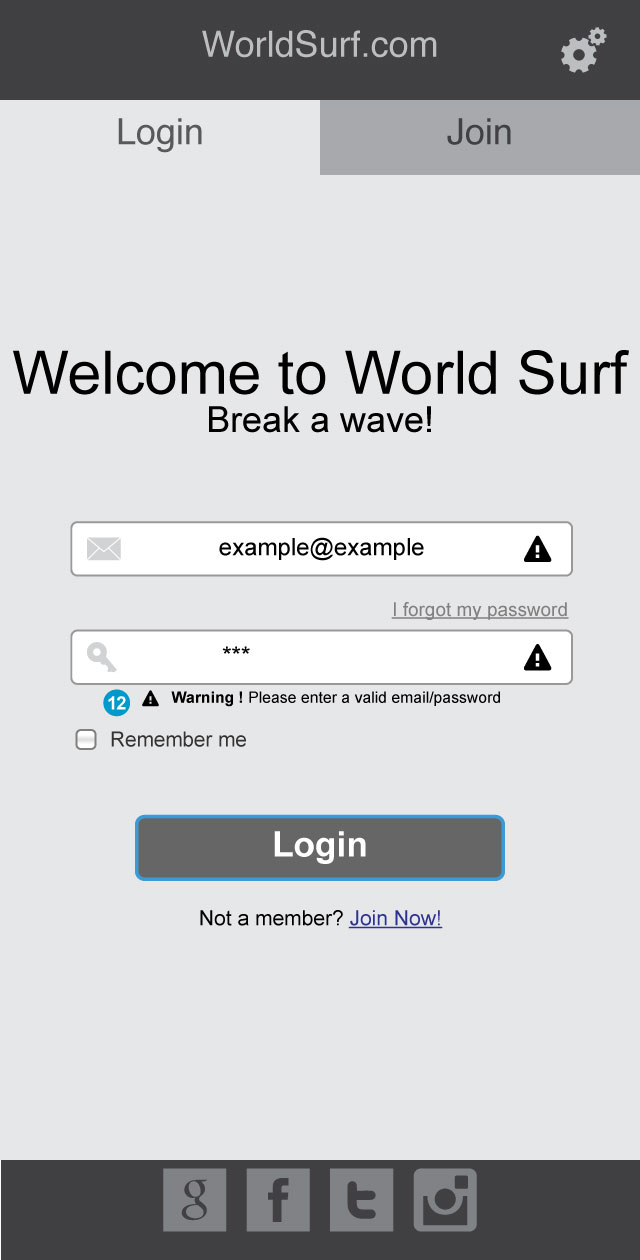 WorldSurf.com
Login
Join
Welcome to World Surf
Break a wave!
example@example
I forgot my password
***
12 Warning ! Please enter a valid email/password
Remember me
Login
Not a member? Join Now!
g f t